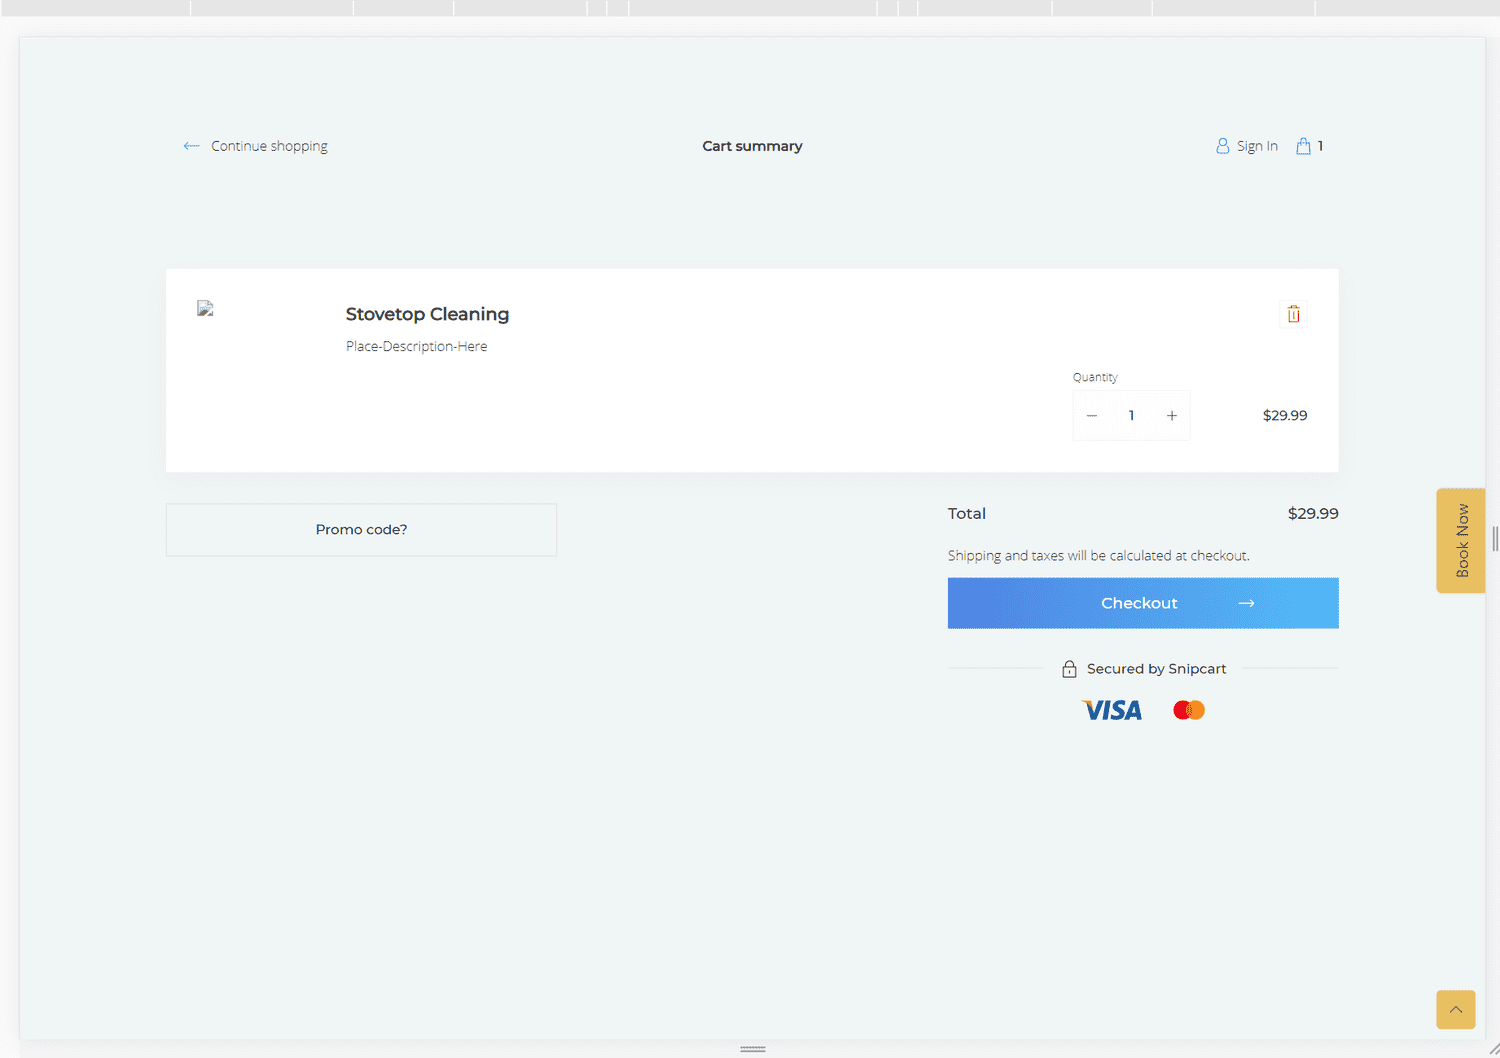 Continue shopping
Cart summary
Sign In
1
Stovetop Cleaning
Place-Description-Here
Quantity
1
$29.99
Promo code?
Total
$29.99
Shipping and taxes will be calculated at checkout.
Checkout
Secured by Snipcart
VISA
Book Now